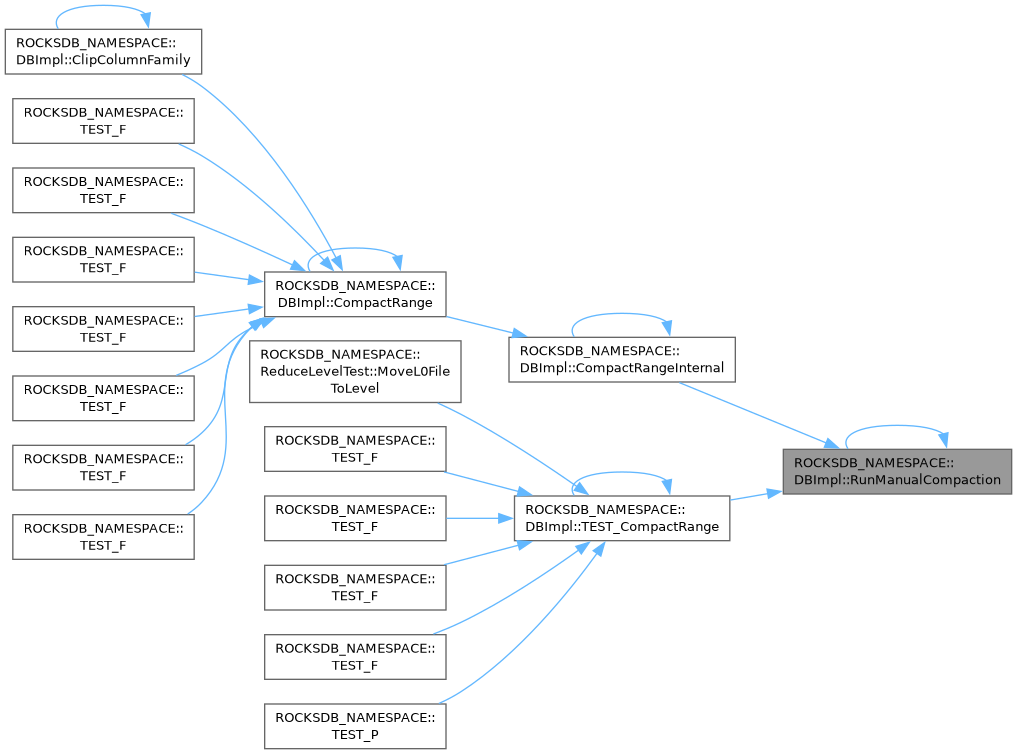 ROCKSDB_NAMESPACE::
DBImpl::ClipColumnFamily
ROCKSDB_NAMESPACE::
TEST_F
ROCKSDB_NAMESPACE::
TEST_F
ROCKSDB_NAMESPACE::
TEST_F
ROCKSDB_NAMESPACE::
TEST_F
ROCKSDB_NAMESPACE::
TEST_F
ROCKSDB_NAMESPACE::
TEST_F
ROCKSDB_NAMESPACE::
TEST_F
ROCKSDB_NAMESPACE::
DBImpl::CompactRange
ROCKSDB_NAMESPACE::
ReduceLevelTest::MoveL0File
ToLevel
ROCKSDB_NAMESPACE::
TEST_F
ROCKSDB_NAMESPACE::
TEST_F
ROCKSDB_NAMESPACE::
TEST_F
ROCKSDB_NAMESPACE::
TEST_F
ROCKSDB_NAMESPACE::
TEST_P
ROCKSDB_NAMESPACE::
DBImpl::CompactRangeInternal
ROCKSDB_NAMESPACE::
DBImpl::TEST_CompactRange
ROCKSDB_NAMESPACE::
DBImpl::RunManualCompaction